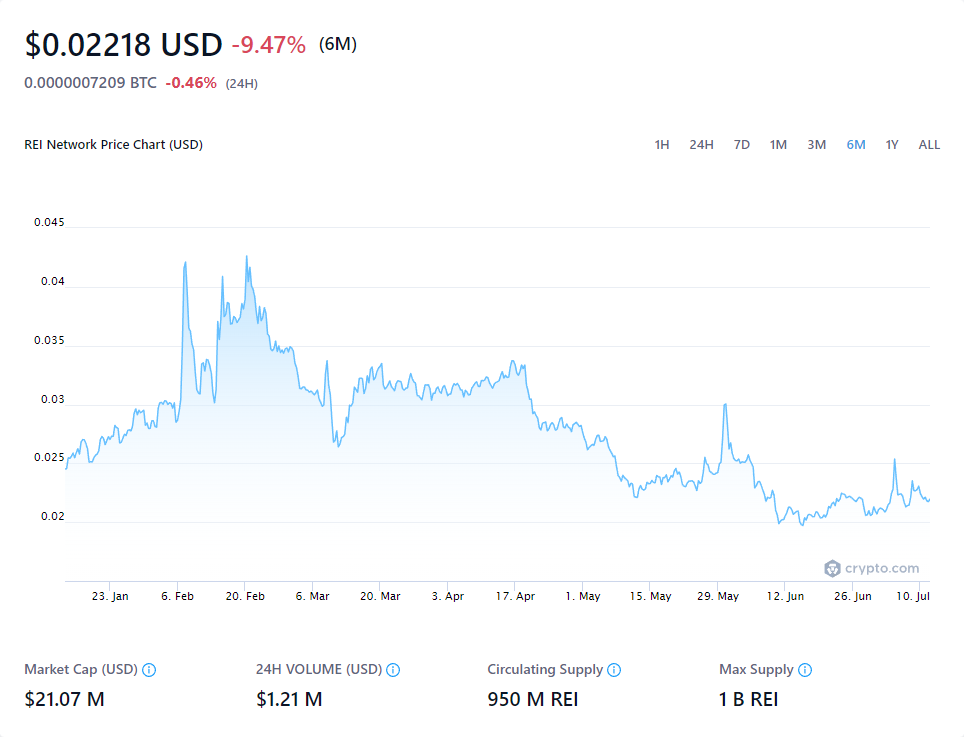 $0.02218 USD -9.47% (6M)
0.0000007209 BTC -0.46% (24H)
REI Network Price Chart (USD) 1H 24H 7D 1M 3M 6M 1Y ALL
0.045
0.04
0.035
0.03
0.025
0.02
crypto.com
23. Jan 6. Feb 20. Feb 6. Mar 20. Mar 3. Apr 17. Apr 1. May 15. May 29. May 12. Jun 26. Jun 10. Jul
Market Cap (USD) 24H VOLUME (USD) Circulating Supply Max Supply
$21.07 M $1.21 M 950 M REI 1 B REI